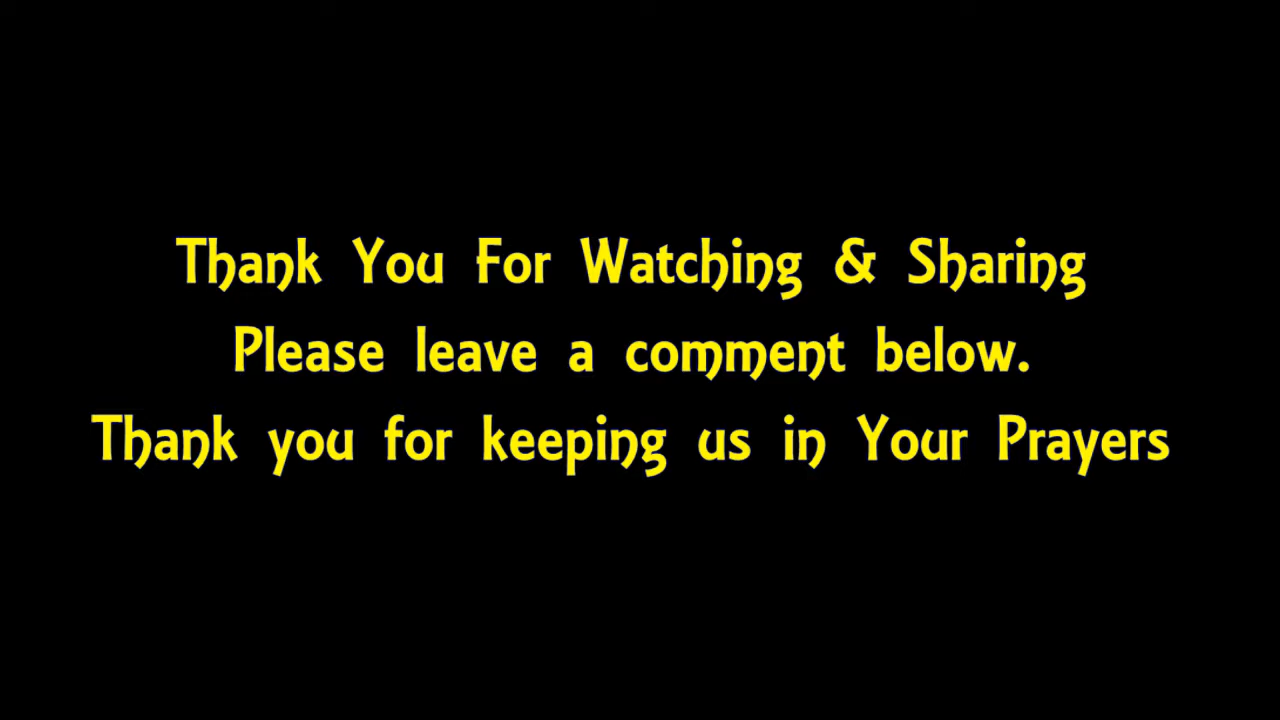 Thank You For Watching & Sharing
Please leave a comment below.
Thank you for keeping us in Your Prayers